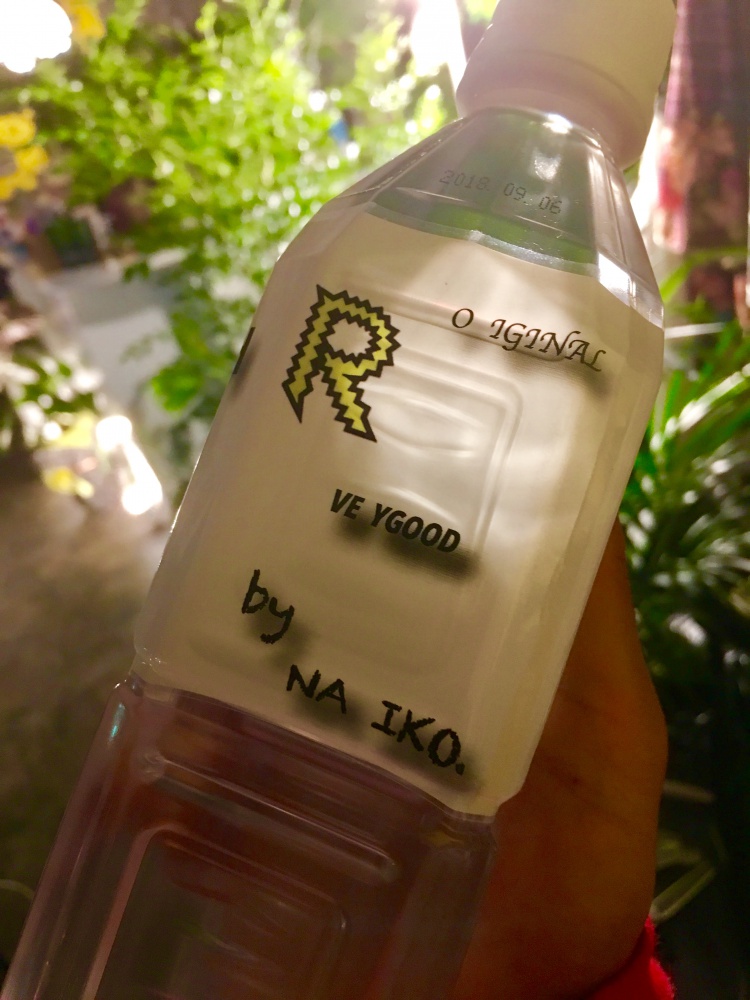 2018.09.06
R
O IGINAL
VE YGOOD
by
NA IKO.